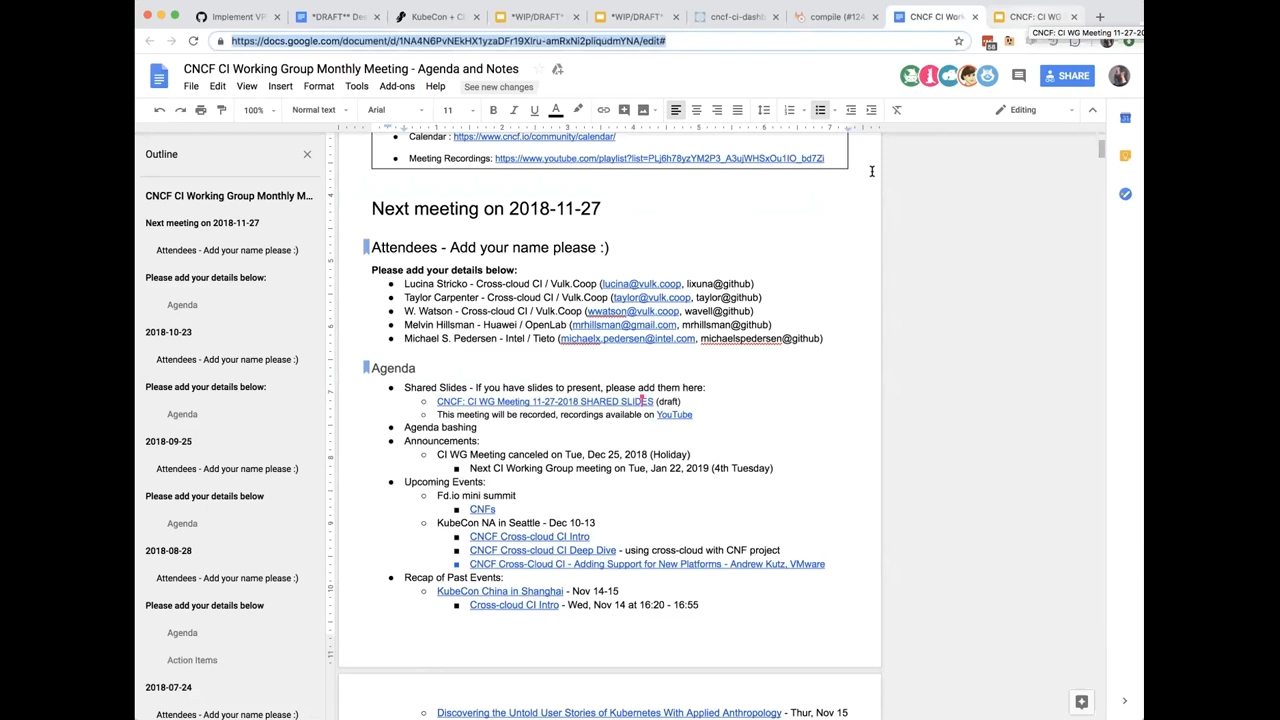 Implement VP
*DRAFT** Dee
KubeCon + Cl
*WIP/DRAFT*
*WIP/DRAFT*
cncf-ci-dashb
compile (#124
CNCF CI Work
CNCF: CI WG
CNCF: CI WG Meeting 11-27-20
https://docs.google.com/document/d/1NA4N6PvNEkHX1yzaDFr19Xlru-amRxNi2pliqudmYNA/edit#
58
CNCF CI Working Group Monthly Meeting - Agenda and Notes
File Edit View Insert Format Tools Add-ons Help See new changes
SHARE
100% Normal text Arial 11 Editing
Outline
CNCF CI Working Group Monthly M...
Next meeting on 2018-11-27
Attendees - Add your name please :)
Please add your details below:
Agenda
2018-10-23
Attendees - Add your name please :)
Please add your details below:
Agenda
2018-09-25
Attendees - Add your name please :)
Please add your details below
Agenda
2018-08-28
Attendees - Add your name please :)
Please add your details below
Agenda
Action Items
2018-07-24
Attendees - Add your name please :)
Calendar : https://www.cncf.io/community/calendar/
Meeting Recordings: https://www.youtube.com/playlist?list=PLj6h78yzYM2P3_A3ujWHSxOu1IO_bd7Zi
Next meeting on 2018-11-27
Attendees - Add your name please :)
Please add your details below:
Lucina Stricko - Cross-cloud CI / Vulk.Coop (lucina@vulk.coop, lixuna@github)
Taylor Carpenter - Cross-cloud CI / Vulk.Coop (taylor@vulk.coop, taylor@github)
W. Watson - Cross-cloud CI / Vulk.Coop (wwatson@vulk.coop, wavell@github)
Melvin Hillsman - Huawei / OpenLab (mrhillsman@gmail.com, mrhillsman@github)
Michael S. Pedersen - Intel / Tieto (michaelx.pedersen@intel.com, michaelspedersen@github)
Agenda
Shared Slides - If you have slides to present, please add them here:
CNCF: CI WG Meeting 11-27-2018 SHARED SLIDES (draft)
This meeting will be recorded, recordings available on YouTube
Agenda bashing
Announcements:
CI WG Meeting canceled on Tue, Dec 25, 2018 (Holiday)
Next CI Working Group meeting on Tue, Jan 22, 2019 (4th Tuesday)
Upcoming Events:
Fd.io mini summit
CNFs
KubeCon NA in Seattle - Dec 10-13
CNCF Cross-cloud CI Intro
CNCF Cross-cloud CI Deep Dive - using cross-cloud with CNF project
CNCF Cross-Cloud CI - Adding Support for New Platforms - Andrew Kutz, VMware
Recap of Past Events:
KubeCon China in Shanghai - Nov 14-15
Cross-cloud CI Intro - Wed, Nov 14 at 16:20 - 16:55
Discovering the Untold User Stories of Kubernetes With Applied Anthropology - Thur, Nov 15